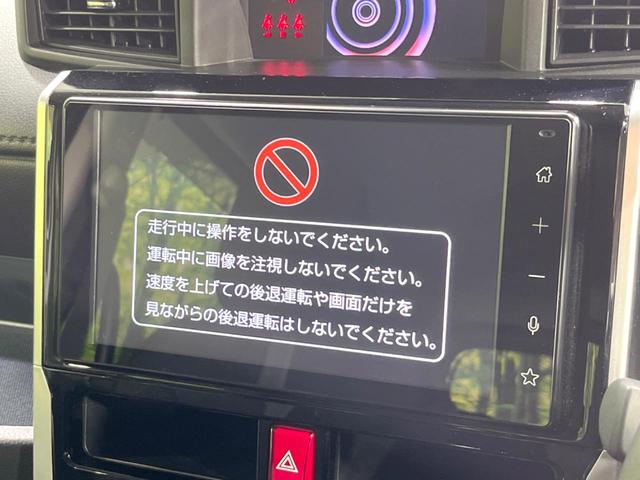 走行中に操作をしないでください。
運転中に画像を注視しないでください。
速度を上げての後退運転や画面だけを
見ながらの後退運転はしないでください。